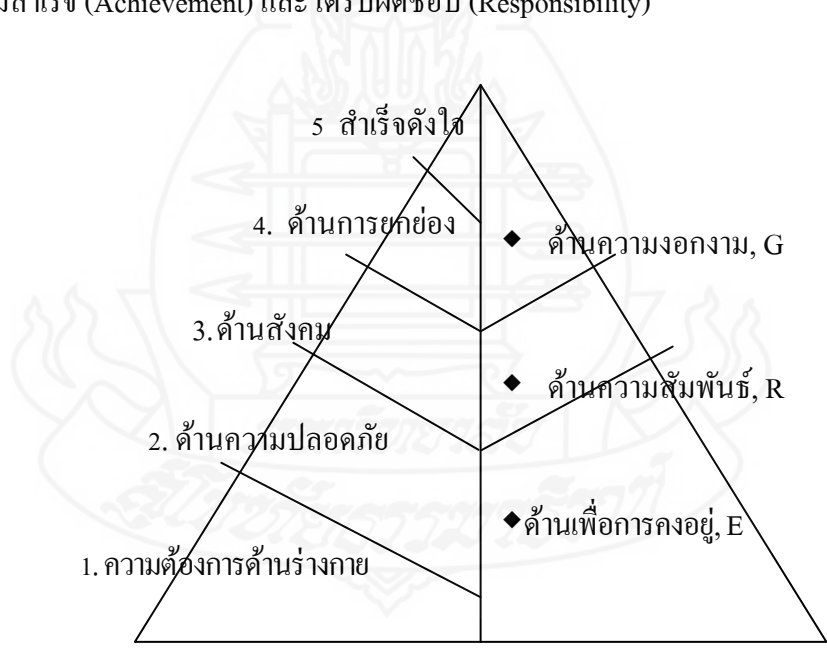 (Achievement) และ ได้รับผิดชอบ (Responsibility)
5 สำเร็จดังใจ
4. ด้านการยกย่อง
◆ ด้านความงอกงาม, G
3. ด้านสังคม
◆ ด้านความสัมพันธ์, R
2. ด้านความปลอดภัย
◆ ด้านเพื่อการคงอยู่, E
1. ความต้องการด้านร่างกาย